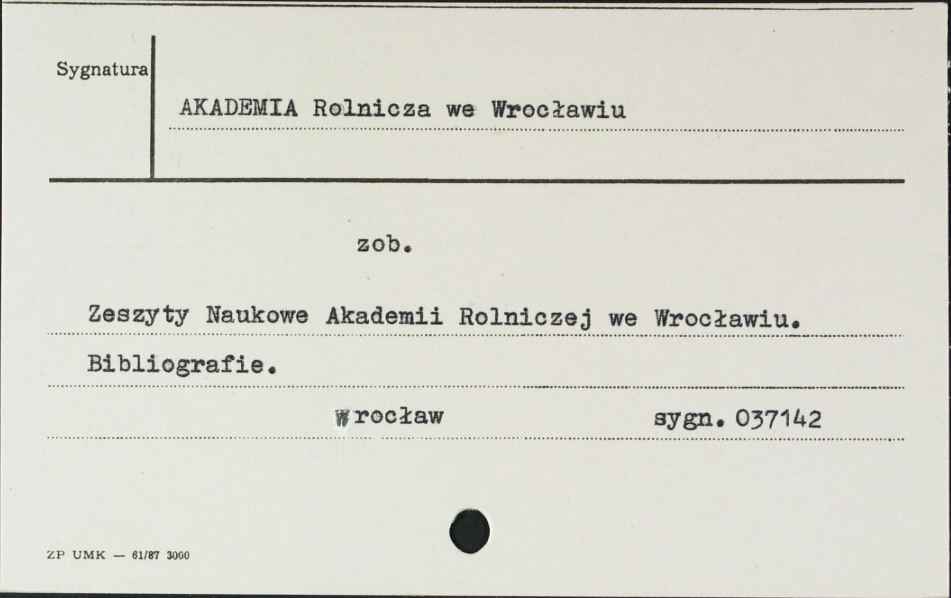 Sygnatura
AKADEMIA Rolnicza we Wrocławiu
zob.
Zeszyty Naukowe Akademii Rolniczej we Wrocławiu.
Bibliografie.
Wrocław sygn. 037142
ZP UMK — 61/87 3000